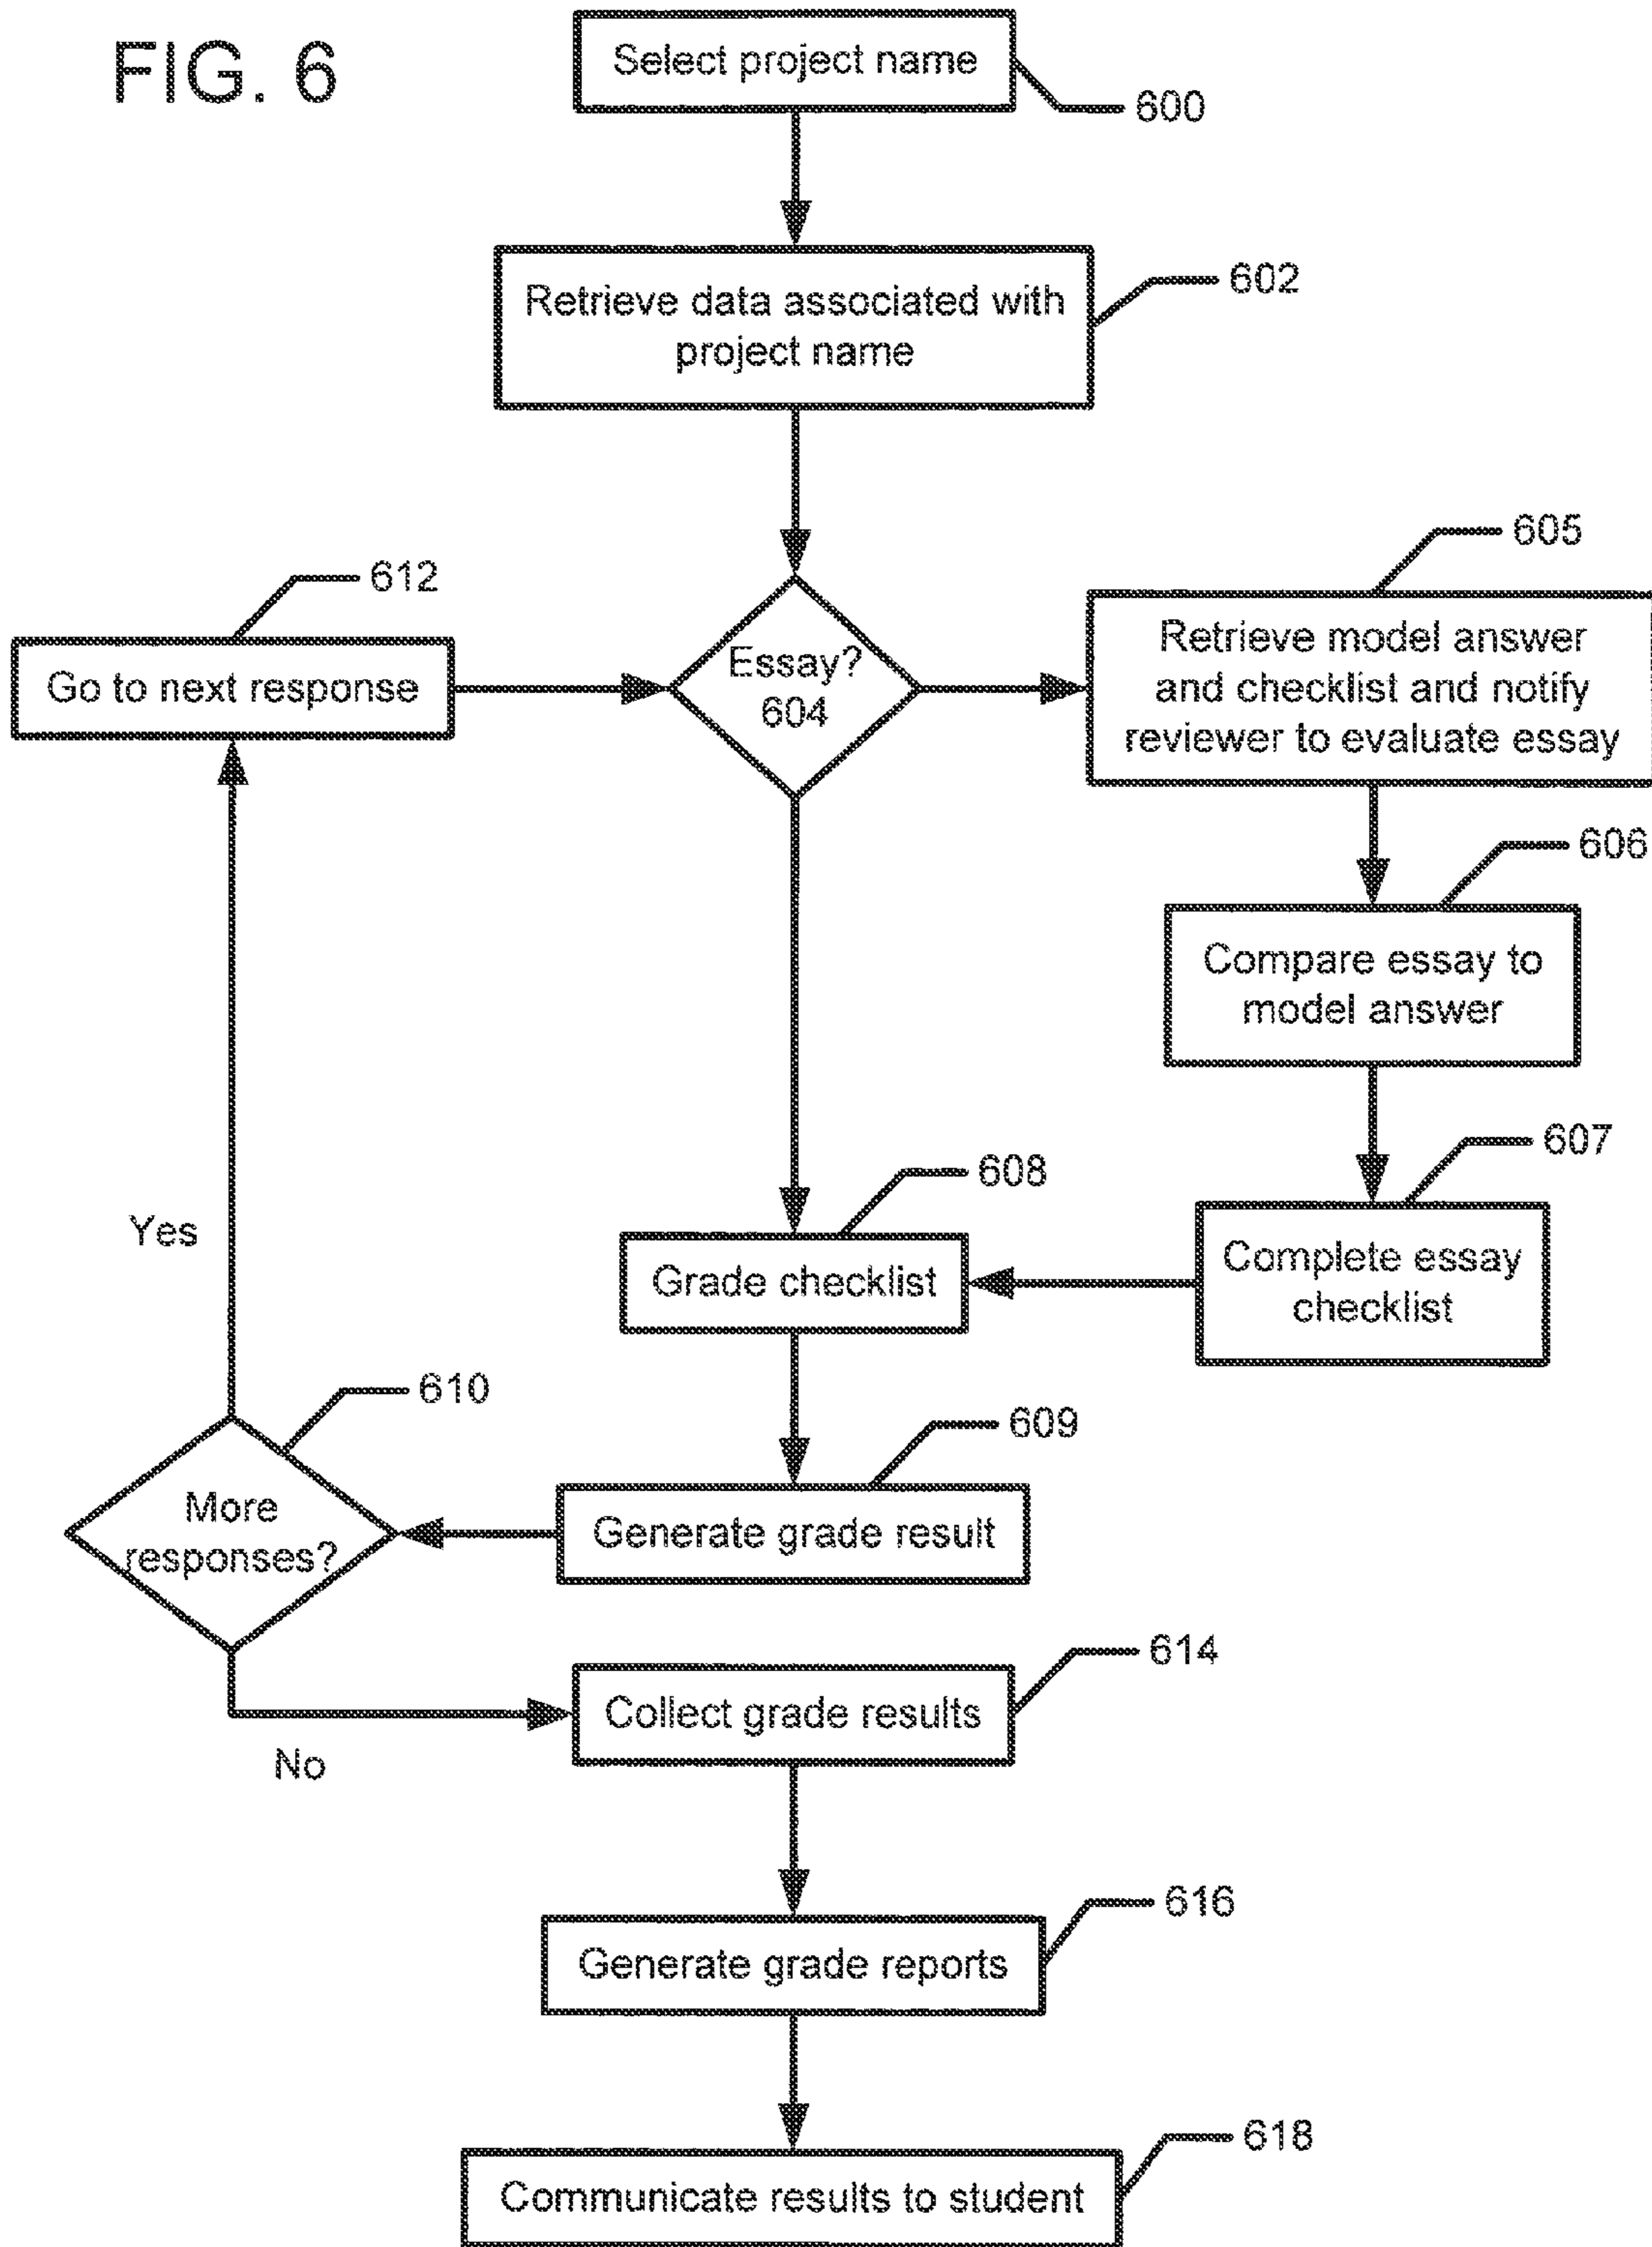 FIG. 6
Select project name
600
Retrieve data associated with
project name
602
Essay?
604
605
Retrieve model answer
and checklist and notify
reviewer to evaluate essay
612
Go to next response
606
Compare essay to
model answer
607
Complete essay
checklist
608
Grade checklist
Yes
609
Generate grade result
610
More
responses?
No
614
Collect grade results
616
Generate grade reports
618
Communicate results to student